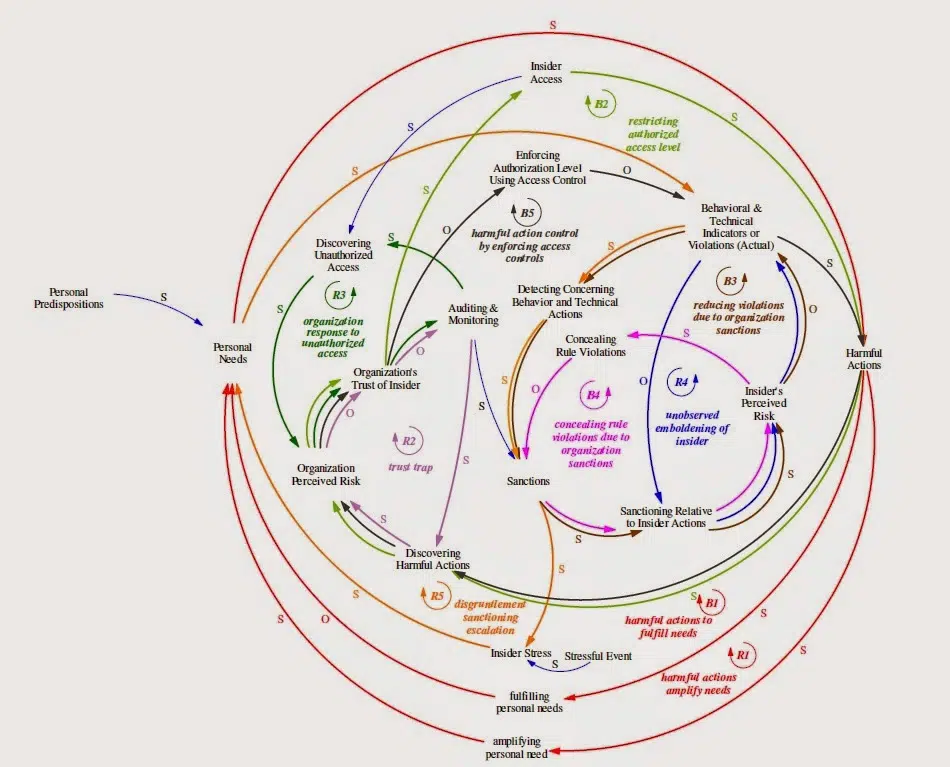 S
Insider
Access
B2
S
S
restricting
authorized
access level
Enforcing
Authorization Level
Using Access Control
O
S
S
Behavioral &
Technical
Indicators or
Violations (Actual)
B5
harmful action control
by enforcing access
controls
O
S
Discovering
Unauthorized
Access
S
S
Detecting Concerning
Behavior and Technical
Actions
B3
reducing violations
due to organization
sanctions
O
Personal
Predispositions
S
R3
organization
response to
unauthorized
access
S
Auditing &
Monitoring
Concealing
Rule Violations
S
Personal
Needs
O
Harmful
Actions
Organization's
Trust of Insider
S
S
O
B4
O
R4
Insider's
Perceived
Risk
O
concealing rule
violations due to
organization
sanctions
unobserved
emboldening of
insider
R2
trust trap
S
Organization
Perceived Risk
Sanctions
S
Sanctioning Relative
to Insider Actions
S
S
Discovering
Harmful Actions
S
S
R5
disgruntlement
sanctioning
escalation
S
B1
harmful actions to
fulfill needs
S
S
O
Insider Stress
S
Stressful Event
R1
harmful actions
amplify needs
S
fulfilling
personal needs
amplifying
personal need